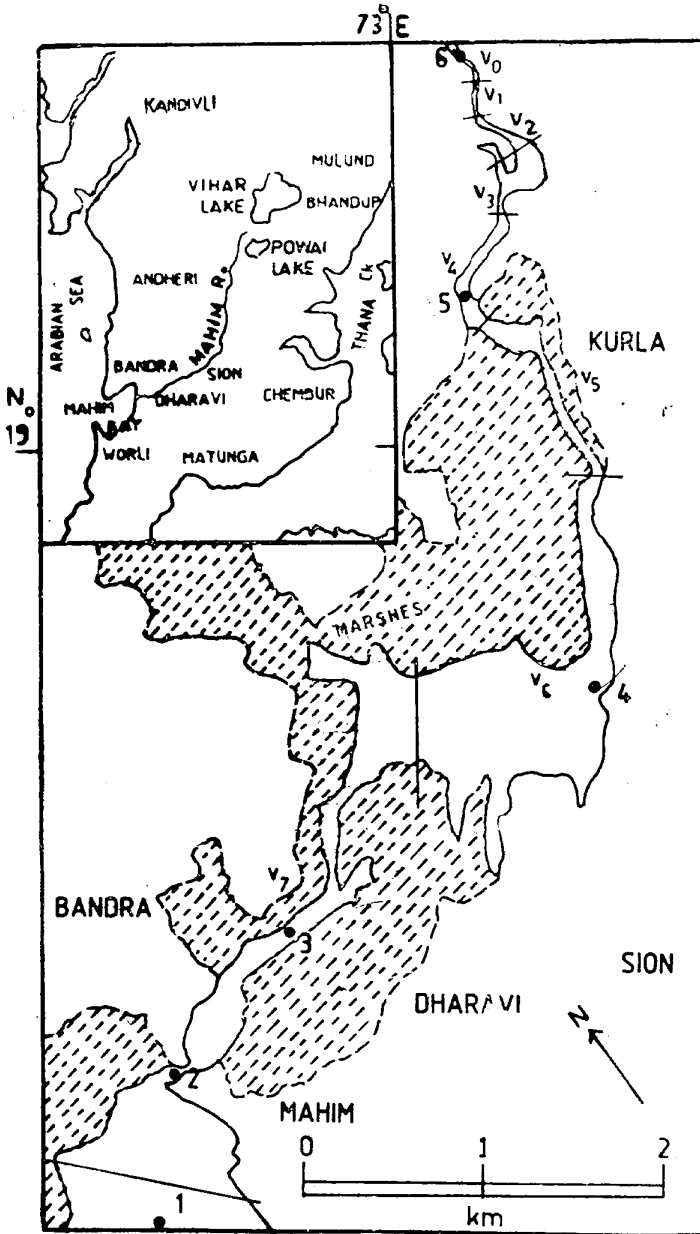 73° E
KANDIVLI
MULUND
VIHAR
LAKE
BHANDUP
POWAI
LAKE
ANDHERI
MAHIM R.
ARABIAN
SEA
THANA Ck
BANDRA
SION
DHARAVI
CHEMBUR
MAHIM
BAY
WORLI
MATUNGA
N
19°
6
V0
V1
V2
V3
V4
5
KURLA
V5
MARSHES
V6
4
V7
BANDRA
3
SION
DHARAVI
N
2
MAHIM
0 1 2
km
1